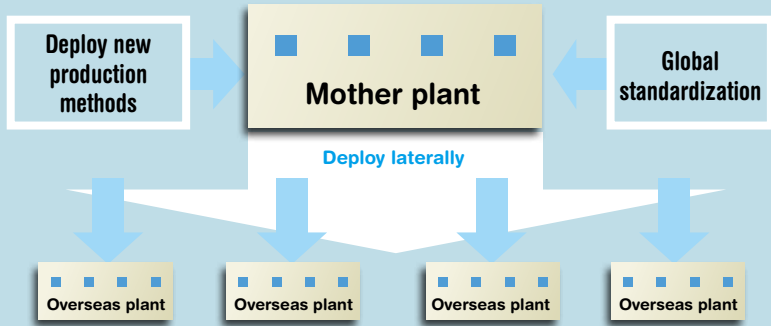 Deploy new
production
methods
Mother plant
Global
standardization
Deploy laterally
Overseas plant
Overseas plant
Overseas plant
Overseas plant